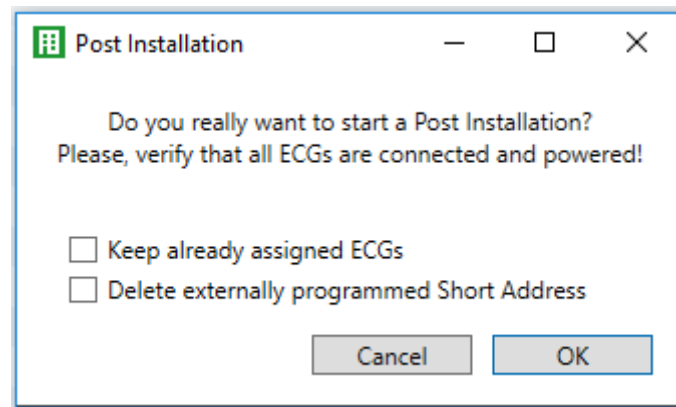 Post Installation
Do you really want to start a Post Installation?
Please, verify that all ECGs are connected and powered!
Keep already assigned ECGs
Delete externally programmed Short Address
Cancel
OK